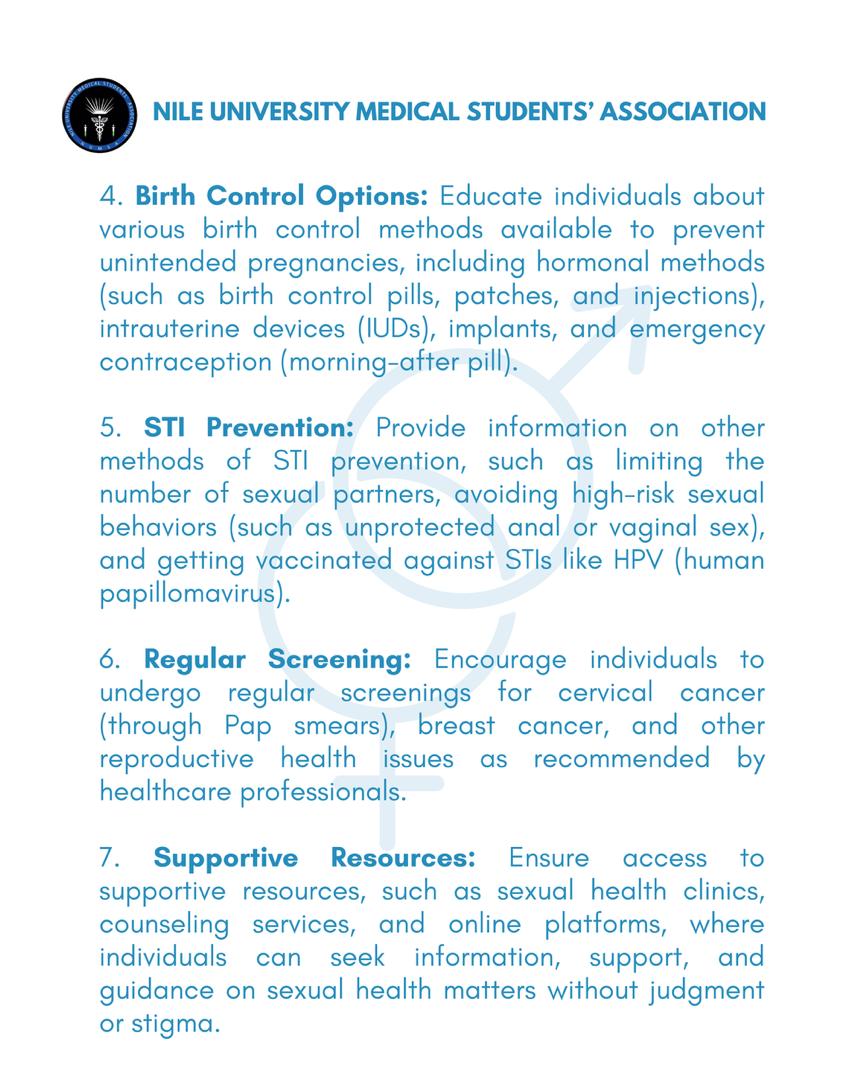 NILE UNIVERSITY MEDICAL STUDENTS' ASSOCIATION
NILE UNIVERSITY MEDICAL STUDENTS' ASSOCIATION
4. Birth Control Options: Educate individuals about
various birth control methods available to prevent
unintended pregnancies, including hormonal methods
(such as birth control pills, patches, and injections),
intrauterine devices (IUDs), implants, and emergency
contraception (morning-after pill).
5. STI Prevention: Provide information on other
methods of STI prevention, such as limiting the
number of sexual partners, avoiding high-risk sexual
behaviors (such as unprotected anal or vaginal sex),
and getting vaccinated against STIs like HPV (human
papillomavirus).
6. Regular Screening: Encourage individuals to
undergo regular screenings for cervical cancer
(through Pap smears), breast cancer, and other
reproductive health issues as recommended by
healthcare professionals.
7. Supportive Resources: Ensure access to
supportive resources, such as sexual health clinics,
counseling services, and online platforms, where
individuals can seek information, support, and
guidance on sexual health matters without judgment
or stigma.